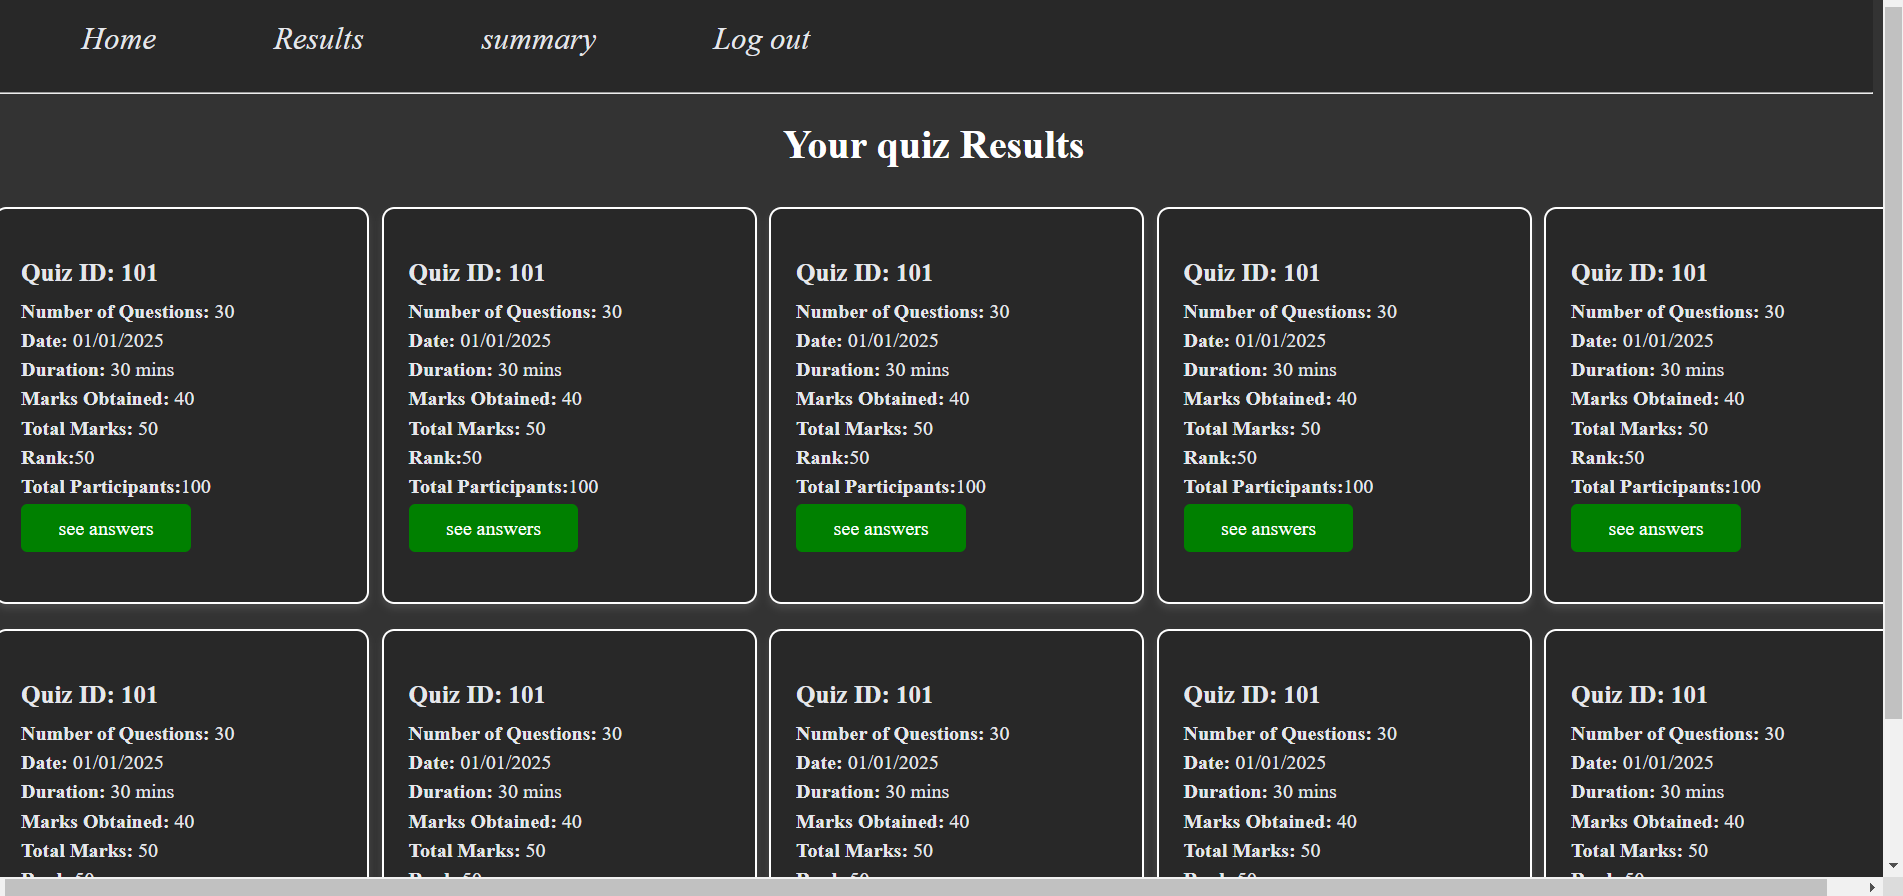 Home Results summary Log out
Your quiz Results
Quiz ID: 101 Quiz ID: 101 Quiz ID: 101 Quiz ID: 101 Quiz ID: 101
Number of Questions: 30 Number of Questions: 30 Number of Questions: 30 Number of Questions: 30 Number of Questions: 30
Date: 01/01/2025 Date: 01/01/2025 Date: 01/01/2025 Date: 01/01/2025 Date: 01/01/2025
Duration: 30 mins Duration: 30 mins Duration: 30 mins Duration: 30 mins Duration: 30 mins
Marks Obtained: 40 Marks Obtained: 40 Marks Obtained: 40 Marks Obtained: 40 Marks Obtained: 40
Total Marks: 50 Total Marks: 50 Total Marks: 50 Total Marks: 50 Total Marks: 50
Rank:50 Rank:50 Rank:50 Rank:50 Rank:50
Total Participants:100 Total Participants:100 Total Participants:100 Total Participants:100 Total Participants:100
see answers see answers see answers see answers see answers
Quiz ID: 101 Quiz ID: 101 Quiz ID: 101 Quiz ID: 101 Quiz ID: 101
Number of Questions: 30 Number of Questions: 30 Number of Questions: 30 Number of Questions: 30 Number of Questions: 30
Date: 01/01/2025 Date: 01/01/2025 Date: 01/01/2025 Date: 01/01/2025 Date: 01/01/2025
Duration: 30 mins Duration: 30 mins Duration: 30 mins Duration: 30 mins Duration: 30 mins
Marks Obtained: 40 Marks Obtained: 40 Marks Obtained: 40 Marks Obtained: 40 Marks Obtained: 40
Total Marks: 50 Total Marks: 50 Total Marks: 50 Total Marks: 50 Total Marks: 50